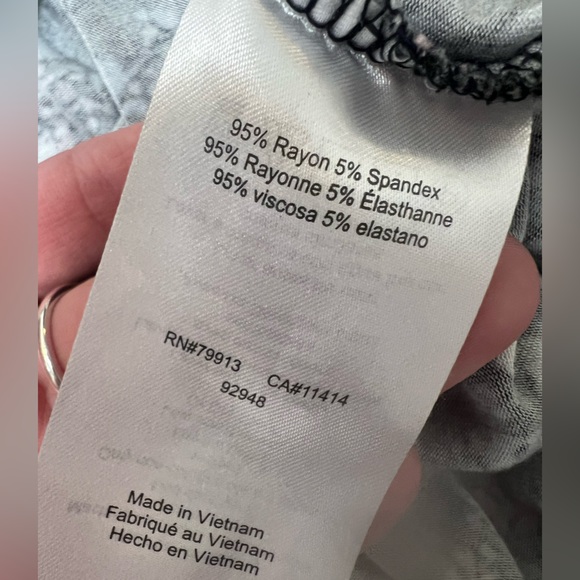 95% Rayon 5% Spandex
95% Rayonne 5% Élasthanne
95% viscosa 5% elastano
RN#79913 CA#11414
92948
Made in Vietnam
Fabriqué au Vietnam
Hecho en Vietnam